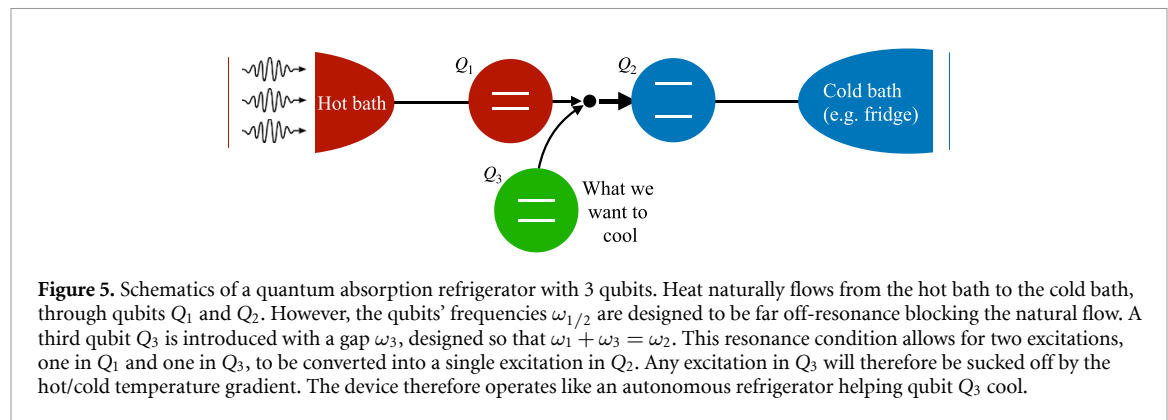 Q₁
Q₂
Hot bath
Cold bath
(e.g. fridge)
Q₃
What we
want to
cool
Figure 5. Schematics of a quantum absorption refrigerator with 3 qubits. Heat naturally flows from the hot bath to the cold bath,
through qubits Q₁ and Q₂. However, the qubits’ frequencies ω₁/₂ are designed to be far off-resonance blocking the natural flow. A
third qubit Q₃ is introduced with a gap ω₃, designed so that ω₁ + ω₃ = ω₂. This resonance condition allows for two excitations,
one in Q₁ and one in Q₃, to be converted into a single excitation in Q₂. Any excitation in Q₃ will therefore be sucked off by the
hot/cold temperature gradient. The device therefore operates like an autonomous refrigerator helping qubit Q₃ cool.